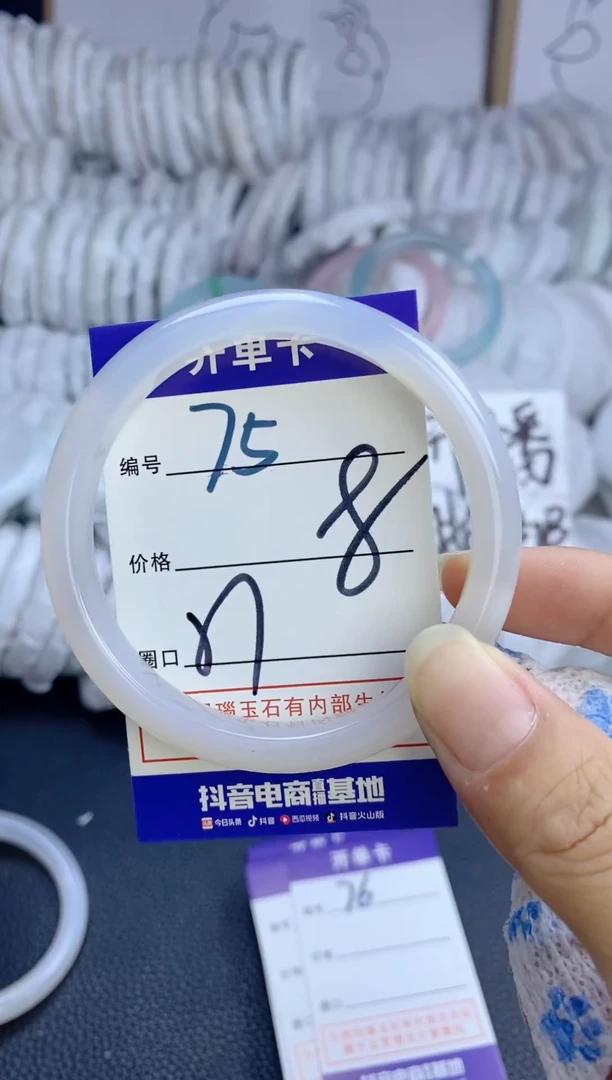 开单卡
编号 75
价格 8
圈口 n
瑙玉石有内部生
抖音电商直播基地
今日头条 抖音 西瓜视频 抖音火山版
开单卡
76
播